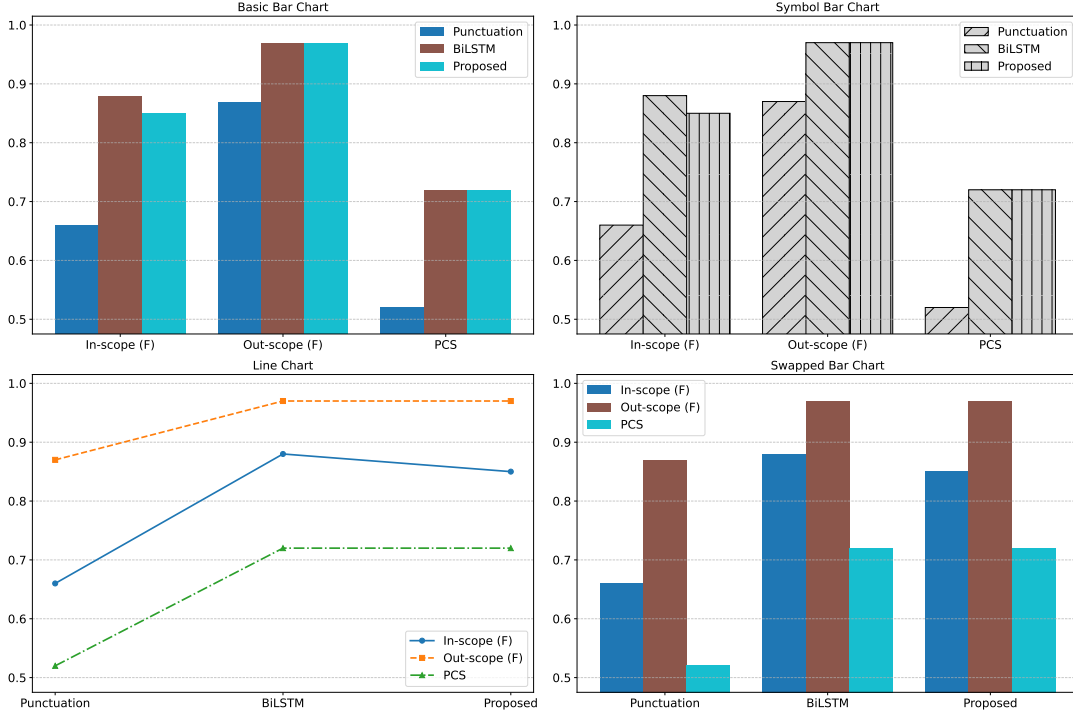 Basic Bar Chart
1.0
0.9
0.8
0.7
0.6
0.5
Punctuation
BiLSTM
Proposed
In-scope (F)
Out-scope (F)
PCS
Symbol Bar Chart
1.0
0.9
0.8
0.7
0.6
0.5
Punctuation
BiLSTM
Proposed
In-scope (F)
Out-scope (F)
PCS
Line Chart
1.0
0.9
0.8
0.7
0.6
0.5
In-scope (F)
Out-scope (F)
PCS
Punctuation
BiLSTM
Proposed
Swapped Bar Chart
1.0
0.9
0.8
0.7
0.6
0.5
In-scope (F)
Out-scope (F)
PCS
Punctuation
BiLSTM
Proposed